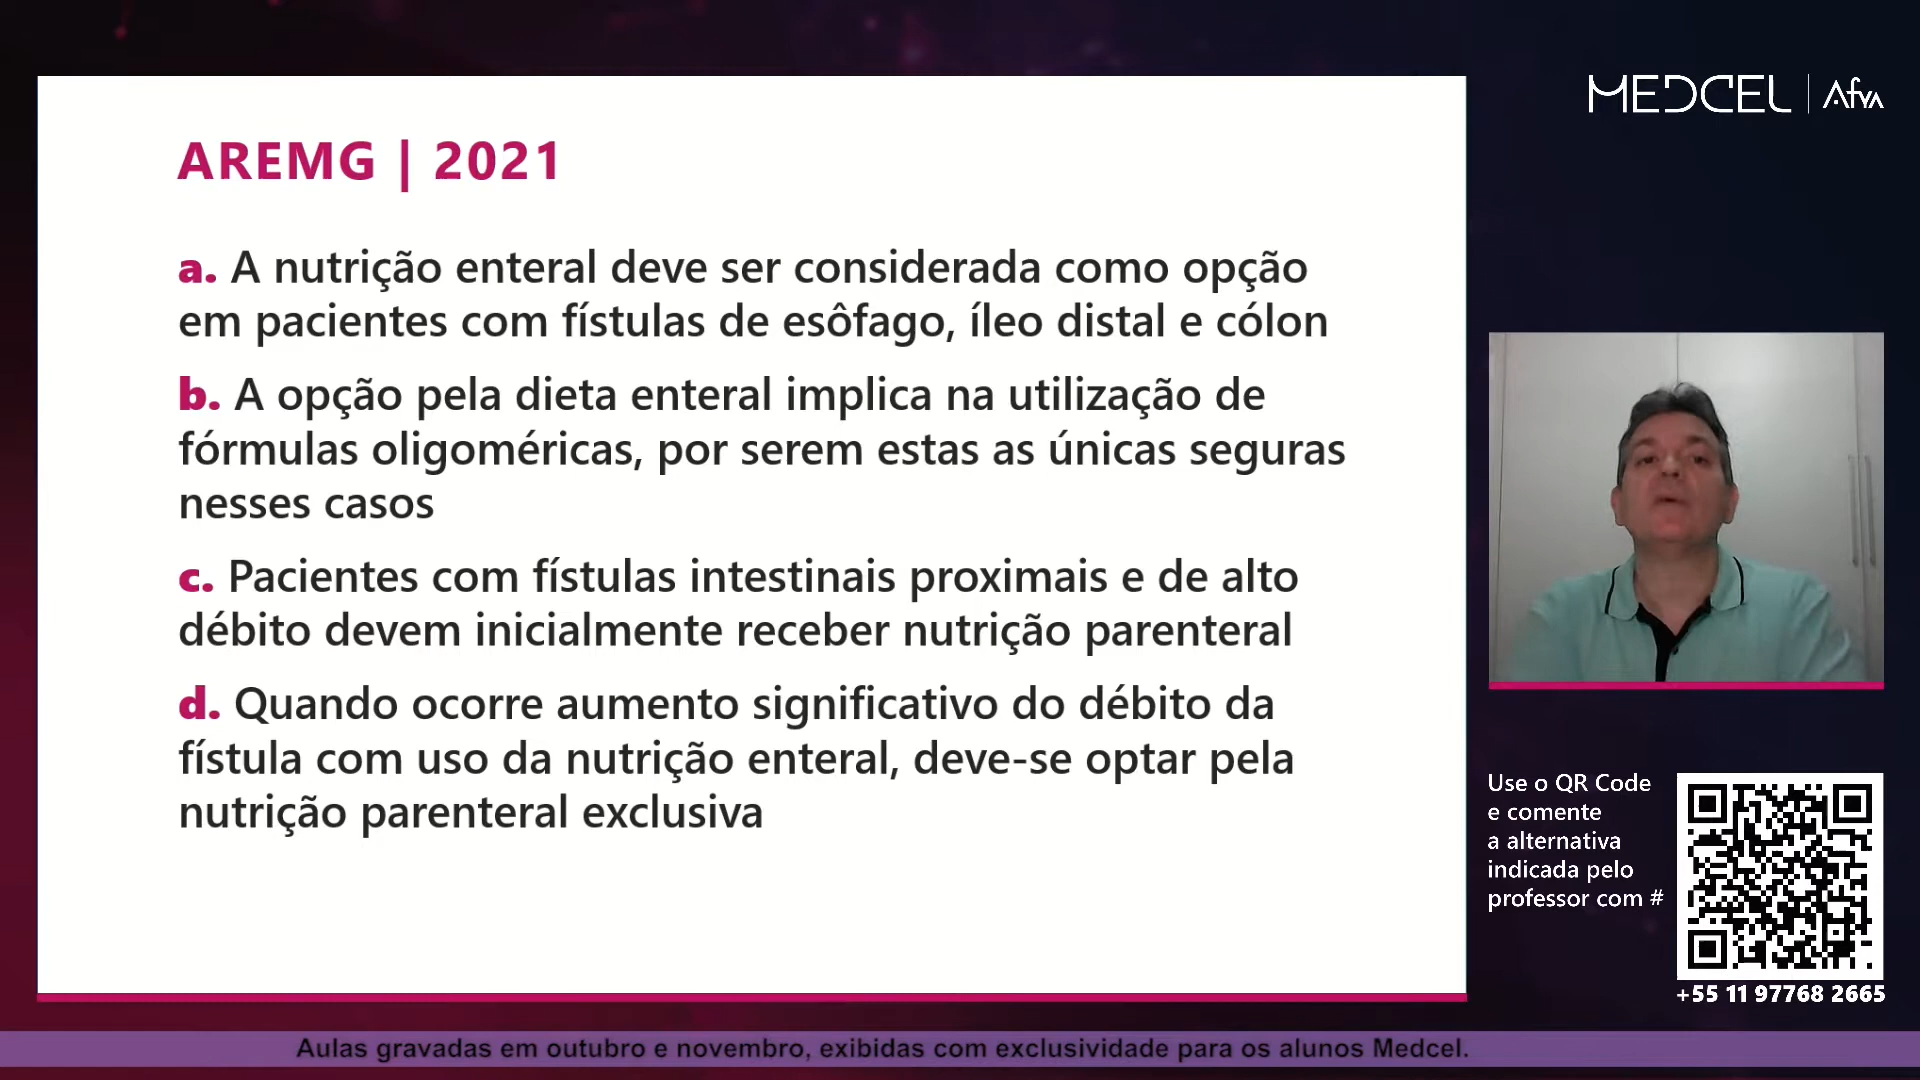 MEDCEL | Afya
AREMG | 2021
a. A nutrição enteral deve ser considerada como opção
em pacientes com fístulas de esôfago, íleo distal e cólon
b. A opção pela dieta enteral implica na utilização de
fórmulas oligoméricas, por serem estas as únicas seguras
nesses casos
c. Pacientes com fístulas intestinais proximais e de alto
débito devem inicialmente receber nutrição parenteral
d. Quando ocorre aumento significativo do débito da
fístula com uso da nutrição enteral, deve-se optar pela
nutrição parenteral exclusiva
Use o QR Code
e comente
a alternativa
indicada pelo
professor com #
+55 11 97768 2665
Aulas gravadas em outubro e novembro, exibidas com exclusividade para os alunos Medcel.